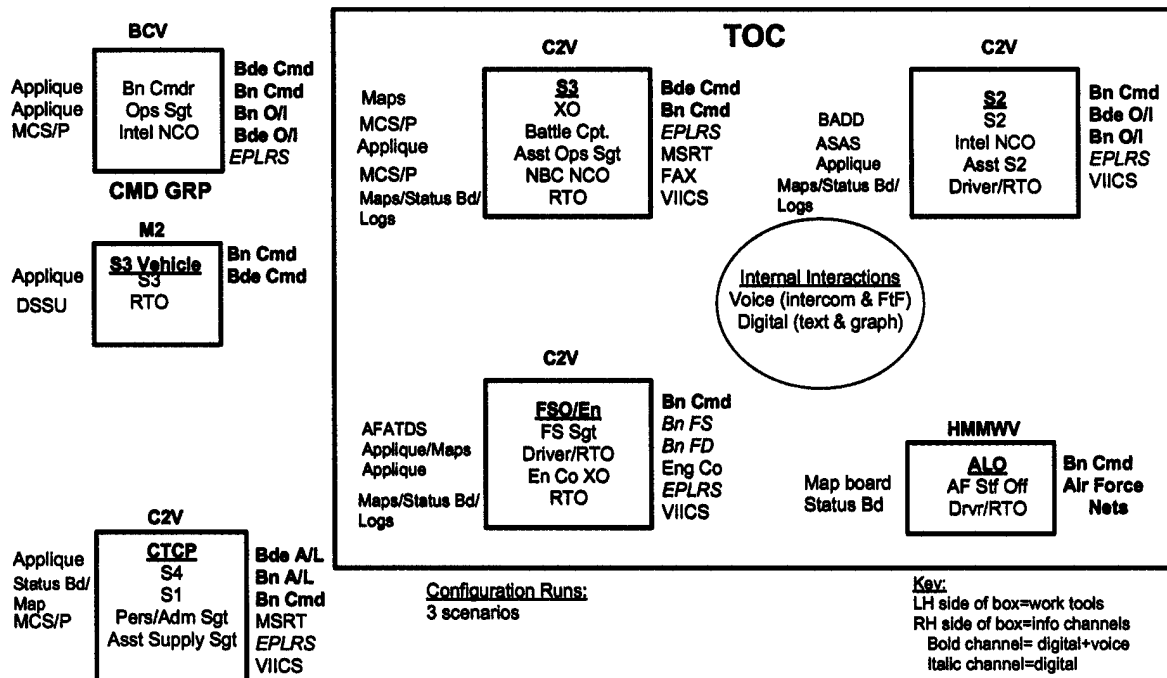 BCV
Applique
Applique
MCS/P
Bn Cmdr
Ops Sgt
Intel NCO
Bde Cmd
Bn Cmd
Bn O/I
Bde O/I
EPLRS
CMD GRP
M2
Applique
DSSU
S3 Vehicle
S3
RTO
Bn Cmd
Bde Cmd
C2V
Applique
Status Bd/
Map
MCS/P
CTCP
S4
S1
Pers/Adm Sgt
Asst Supply Sgt
Bde A/L
Bn A/L
Bn Cmd
MSRT
EPLRS
VIICS
TOC
C2V
Maps
MCS/P
Applique
MCS/P
Maps/Status Bd/
Logs
S3
XO
Battle Cpt.
Asst Ops Sgt
NBC NCO
RTO
Bde Cmd
Bn Cmd
EPLRS
MSRT
FAX
VIICS
C2V
BADD
ASAS
Applique
Maps/Status Bd/
Logs
S2
S2
Intel NCO
Asst S2
Driver/RTO
Bn Cmd
Bde O/I
Bn O/I
EPLRS
VIICS
Internal Interactions
Voice (intercom & FtF)
Digital (text & graph)
C2V
AFATDS
Applique/Maps
Applique
Maps/Status Bd/
Logs
FSO/En
FS Sgt
Driver/RTO
En Co XO
RTO
Bn Cmd
Bn FS
Bn FD
Eng Co
EPLRS
VIICS
HMMWV
Map board
Status Bd
ALO
AF Stf Off
Drvr/RTO
Bn Cmd
Air Force
Nets
Configuration Runs:
3 scenarios
Key:
LH side of box=work tools
RH side of box=info channels
Bold channel= digital+voice
Italic channel=digital